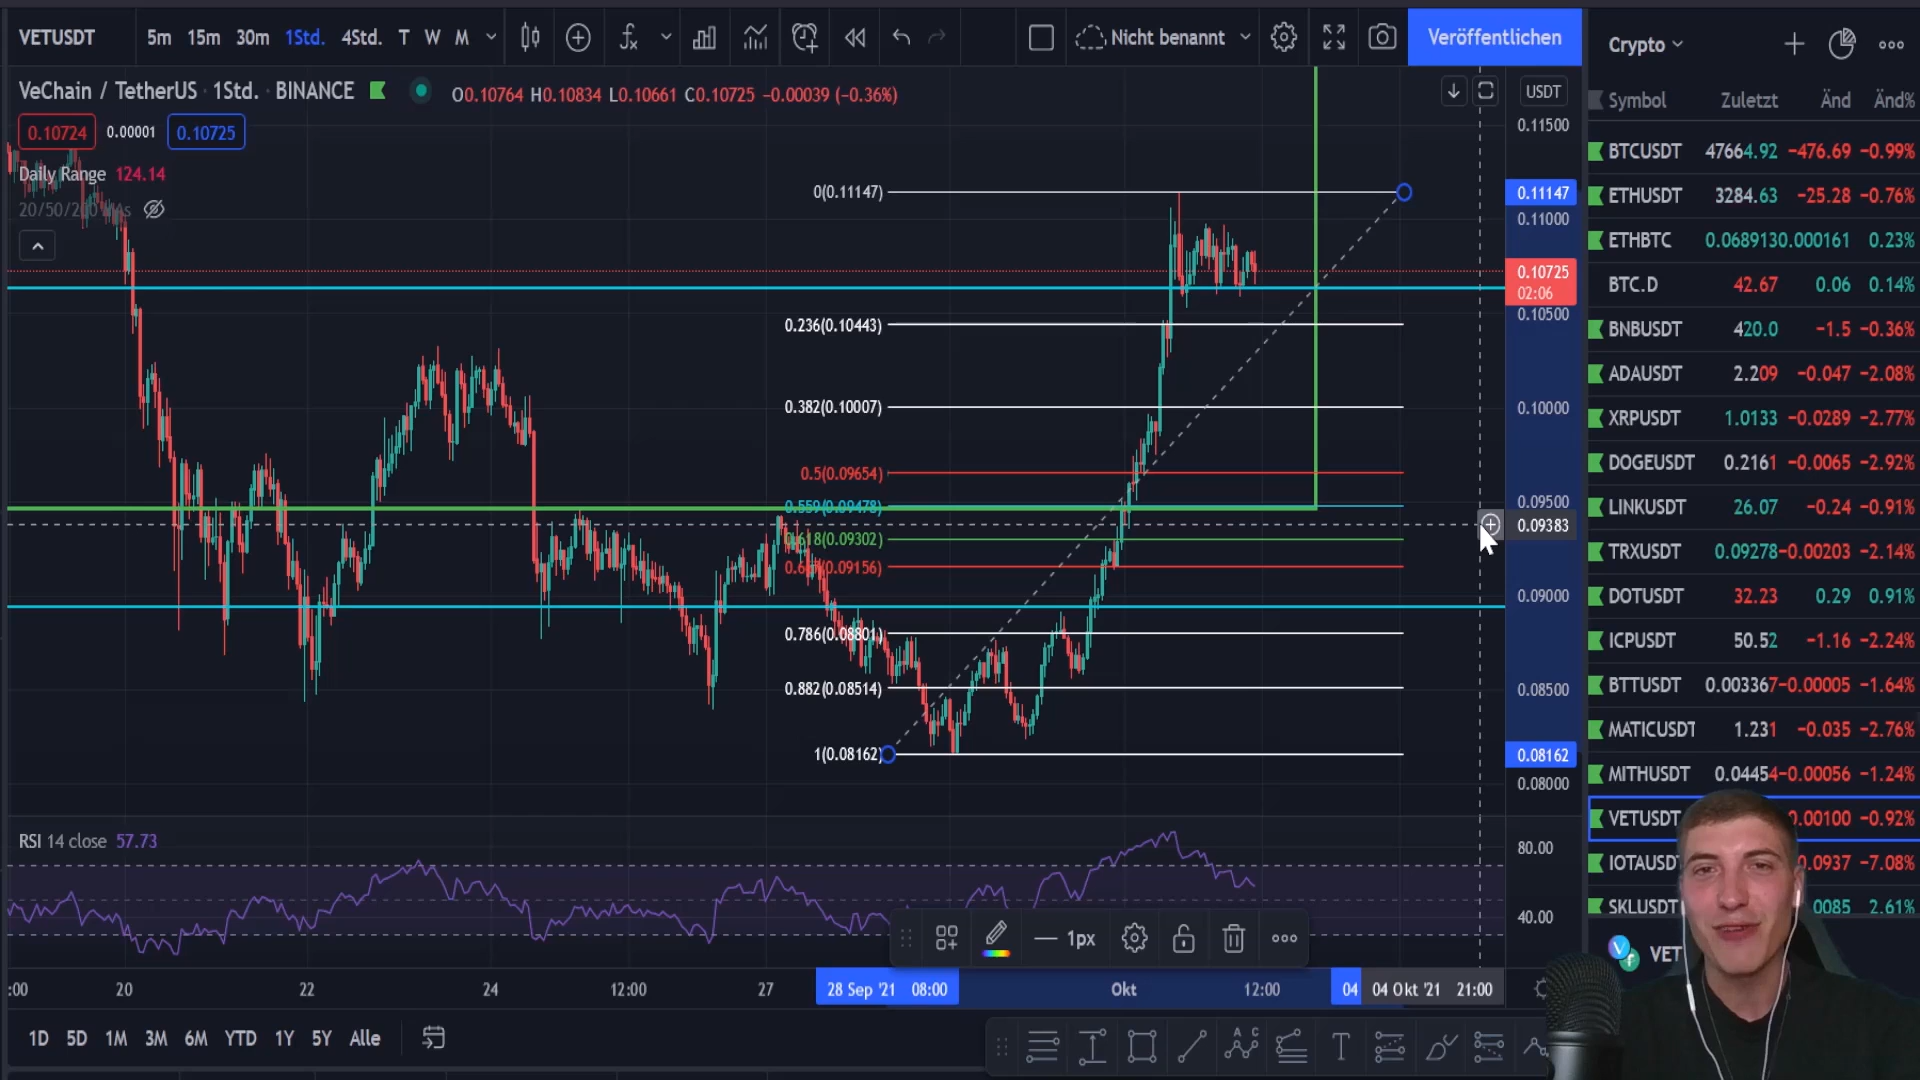 VETUSDT 5m 15m 30m 1Std. 4Std. T W M Nicht benannt Veröffentlichen
VeChain / TetherUS · 1Std. · BINANCE O0.10764 H0.10834 L0.10661 C0.10725 −0.00039 (−0.36%) USDT
0.10724 0.00001 0.10725
Daily Range 124.14
20/50/200 MAs
0(0.11147)
0.236(0.10443)
0.382(0.10007)
0.5(0.09654)
0.559(0.09478)
0.618(0.09302)
(0.09156)
0.786(0.08801)
0.882(0.08514)
1(0.08162)
0.11500
0.11147
0.11000
0.10725
02:06
0.10500
0.10000
0.09500
0.09383
0.09000
0.08500
0.08162
0.08000
RSI 14 close 57.73
80.00
40.00
1px
:00 20 22 24 12:00 27 28 Sep '21 08:00 Okt 12:00 04 04 Okt '21 21:00
1D 5D 1M 3M 6M YTD 1Y 5Y Alle
A C
T
Crypto
Symbol Zuletzt Änd Änd%
BTCUSDT 47664.92 −476.69 −0.99%
ETHUSDT 3284.63 −25.28 −0.76%
ETHBTC 0.068913 0.000161 0.23%
BTC.D 42.67 0.06 0.14%
BNBUSDT 420.0 −1.5 −0.36%
ADAUSDT 2.209 −0.047 −2.08%
XRPUSDT 1.0133 −0.0289 −2.77%
DOGEUSDT 0.2161 −0.0065 −2.92%
LINKUSDT 26.07 −0.24 −0.91%
TRXUSDT 0.09278 −0.00203 −2.14%
DOTUSDT 32.23 0.29 0.91%
ICPUSDT 50.52 −1.16 −2.24%
BTTUSDT 0.003367 −0.00005 −1.64%
MATICUSDT 1.231 −0.035 −2.76%
MITHUSDT 0.04454 −0.00056 −1.24%
VETUSDT 0.00100 −0.92%
IOTAUSD 0.0937 −7.08%
SKLUSDT 0085 2.61%
VET